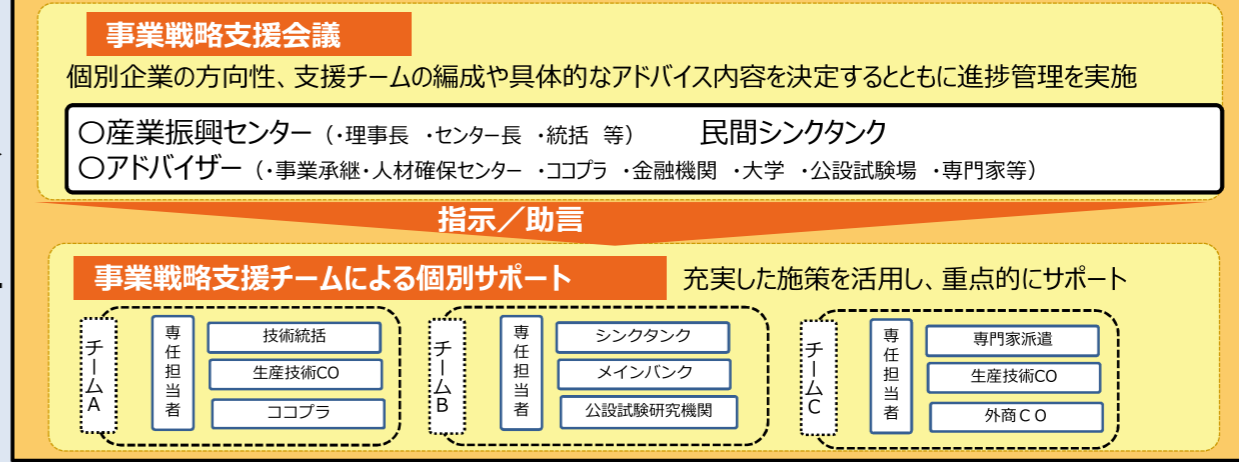 事業戦略支援会議
個別企業の方向性、支援チームの編成や具体的なアドバイス内容を決定するとともに進捗管理を実施
〇産業振興センター（・理事長 ・センター長 ・統括 等） 民間シンクタンク
〇アドバイザー（・事業承継・人材確保センター ・ココプラ ・金融機関 ・大学 ・公設試験場 ・専門家等）
指示／助言
事業戦略支援チームによる個別サポート 充実した施策を活用し、重点的にサポート
チームA
専任担当者
技術統括
生産技術CO
ココプラ
チームB
専任担当者
シンクタンク
メインバンク
公設試験研究機関
チームC
専任担当者
専門家派遣
生産技術CO
外商ＣＯ